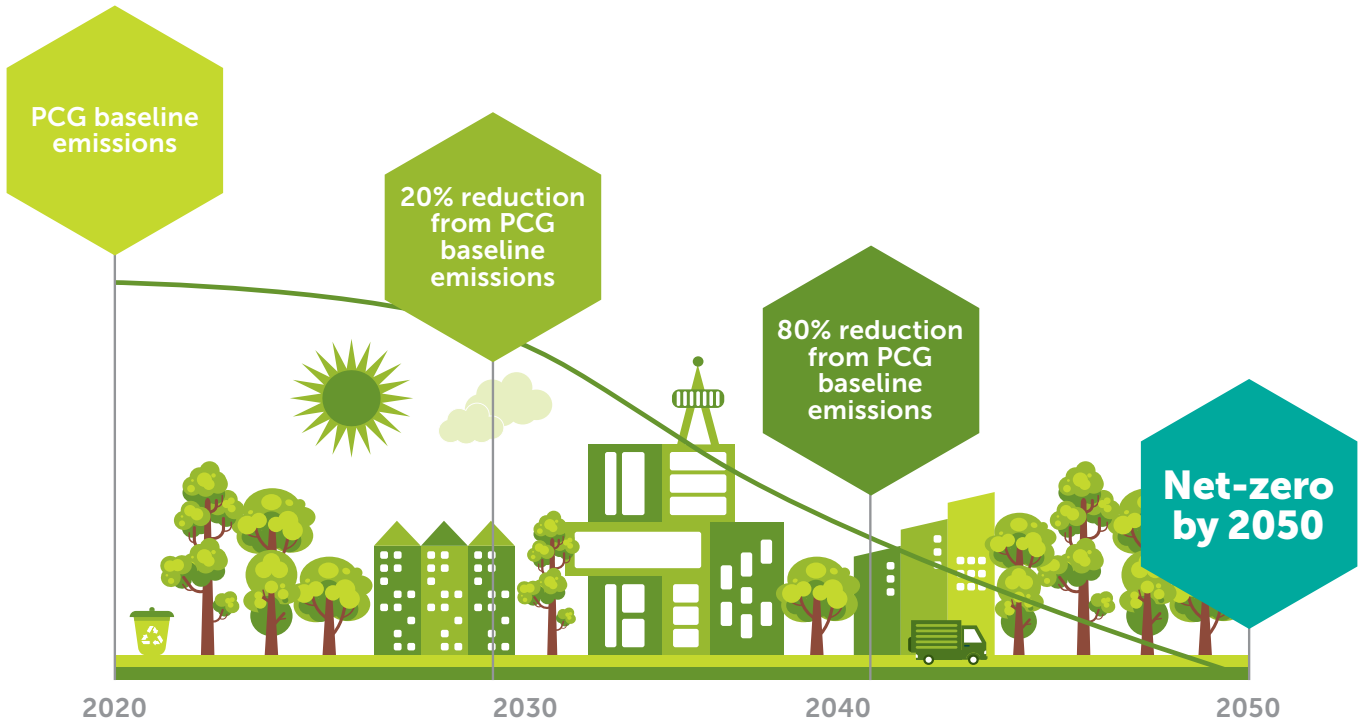 PCG baseline
emissions
20% reduction
from PCG
baseline
emissions
80% reduction
from PCG
baseline
emissions
Net-zero
by 2050
2020
2030
2040
2050